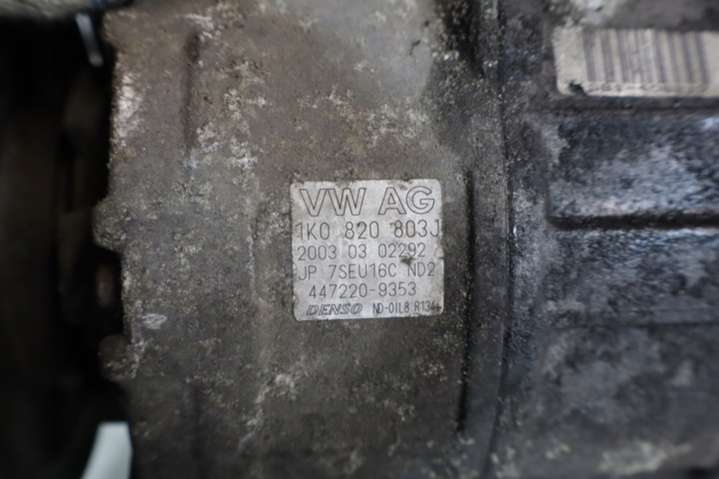 VW AG
1K0 820 803J
2003 03 02292
JP 7SEU16C ND2
447220-9353
DENSO ND-OIL8 R134a